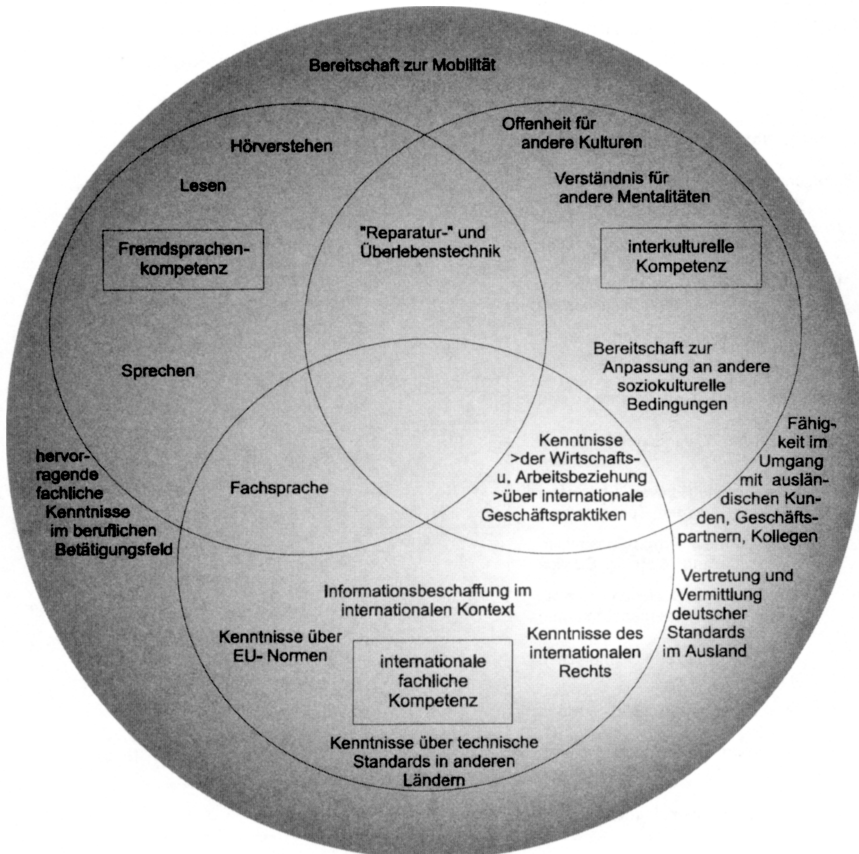 Bereitschaft zur Mobilität
Hörverstehen
Lesen
Fremdsprachen-
kompetenz
Sprechen
"Reparatur-" und
Überlebenstechnik
Offenheit für
andere Kulturen
Verständnis für
andere Mentalitäten
interkulturelle
Kompetenz
Bereitschaft zur
Anpassung an andere
soziokulturelle
Bedingungen
hervor-
ragende
fachliche
Kenntnisse
im beruflichen
Betätigungsfeld
Fachsprache
Kenntnisse
>der Wirtschafts-
u. Arbeitsbeziehung
>über internationale
Geschäftspraktiken
Fähig-
keit im
Umgang
mit auslän-
dischen Kun-
den, Geschäfts-
partnern, Kollegen
Vertretung und
Vermittlung
deutscher
Standards
im Ausland
Informationsbeschaffung im
internationalen Kontext
Kenntnisse über
EU- Normen
Kenntnisse des
internationalen
Rechts
internationale
fachliche
Kompetenz
Kenntnisse über technische
Standards in anderen
Ländern